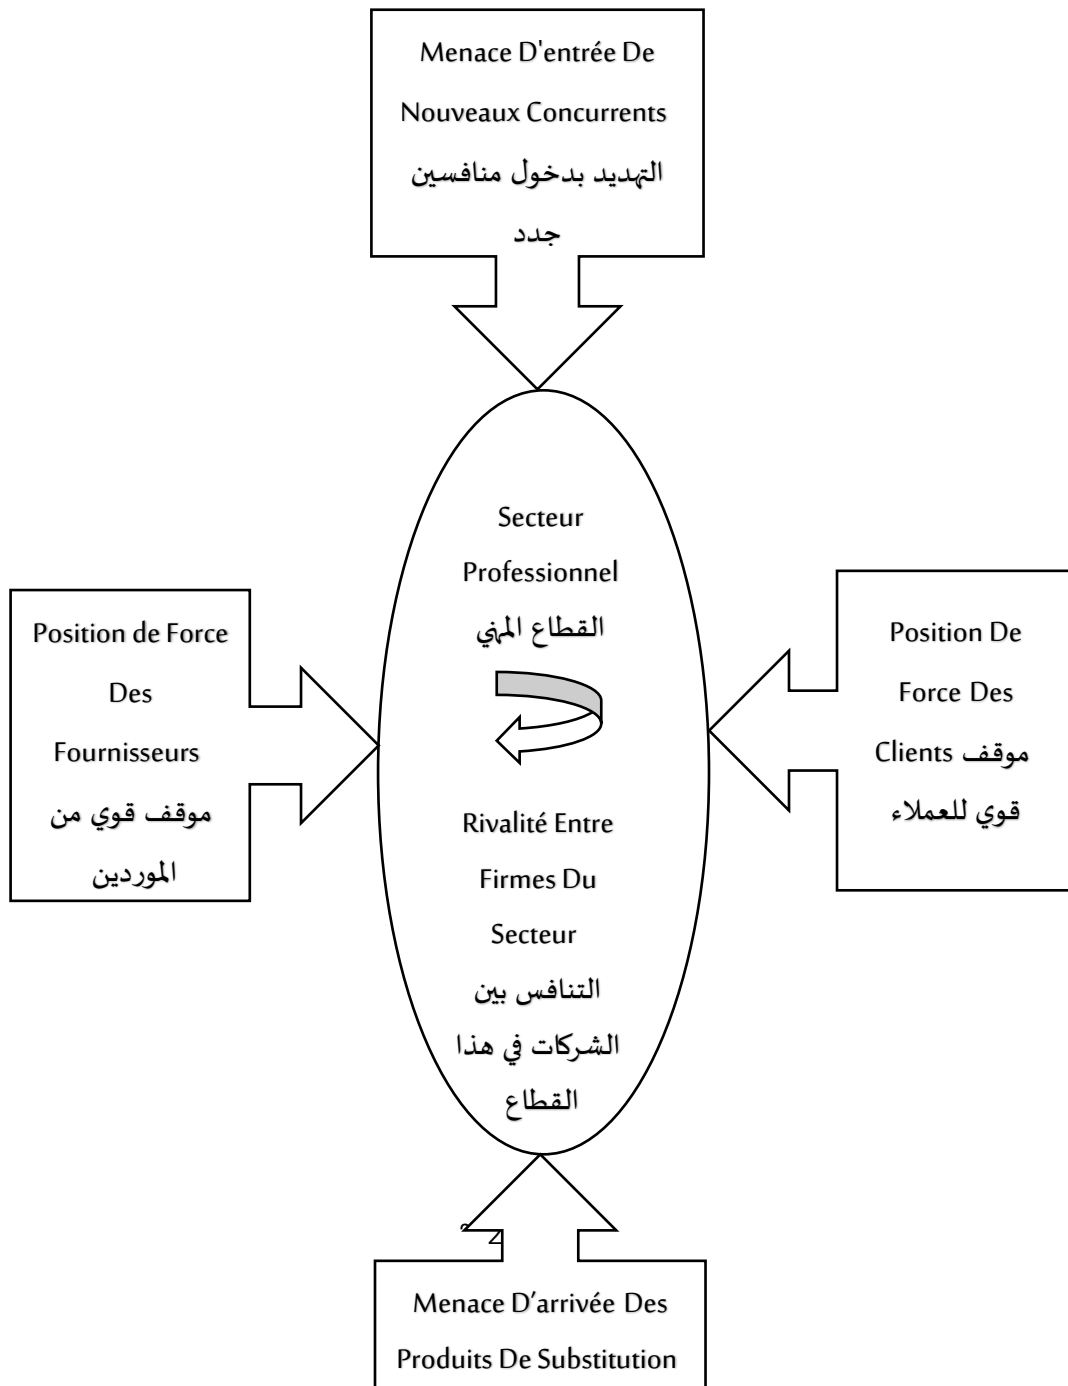 Menace D'entrée De
Nouveaux Concurrents
التهديد بدخول منافسين
جدد
Secteur
Professionnel
القطاع المهني
Position de Force
Des
Fournisseurs
موقف قوي من
الموردين
Position De
Force Des
Clients موقف
قوي للعملاء
Rivalité Entre
Firmes Du
Secteur
التنافس بين
الشركات في هذا
القطاع
Menace D’arrivée Des
Produits De Substitution